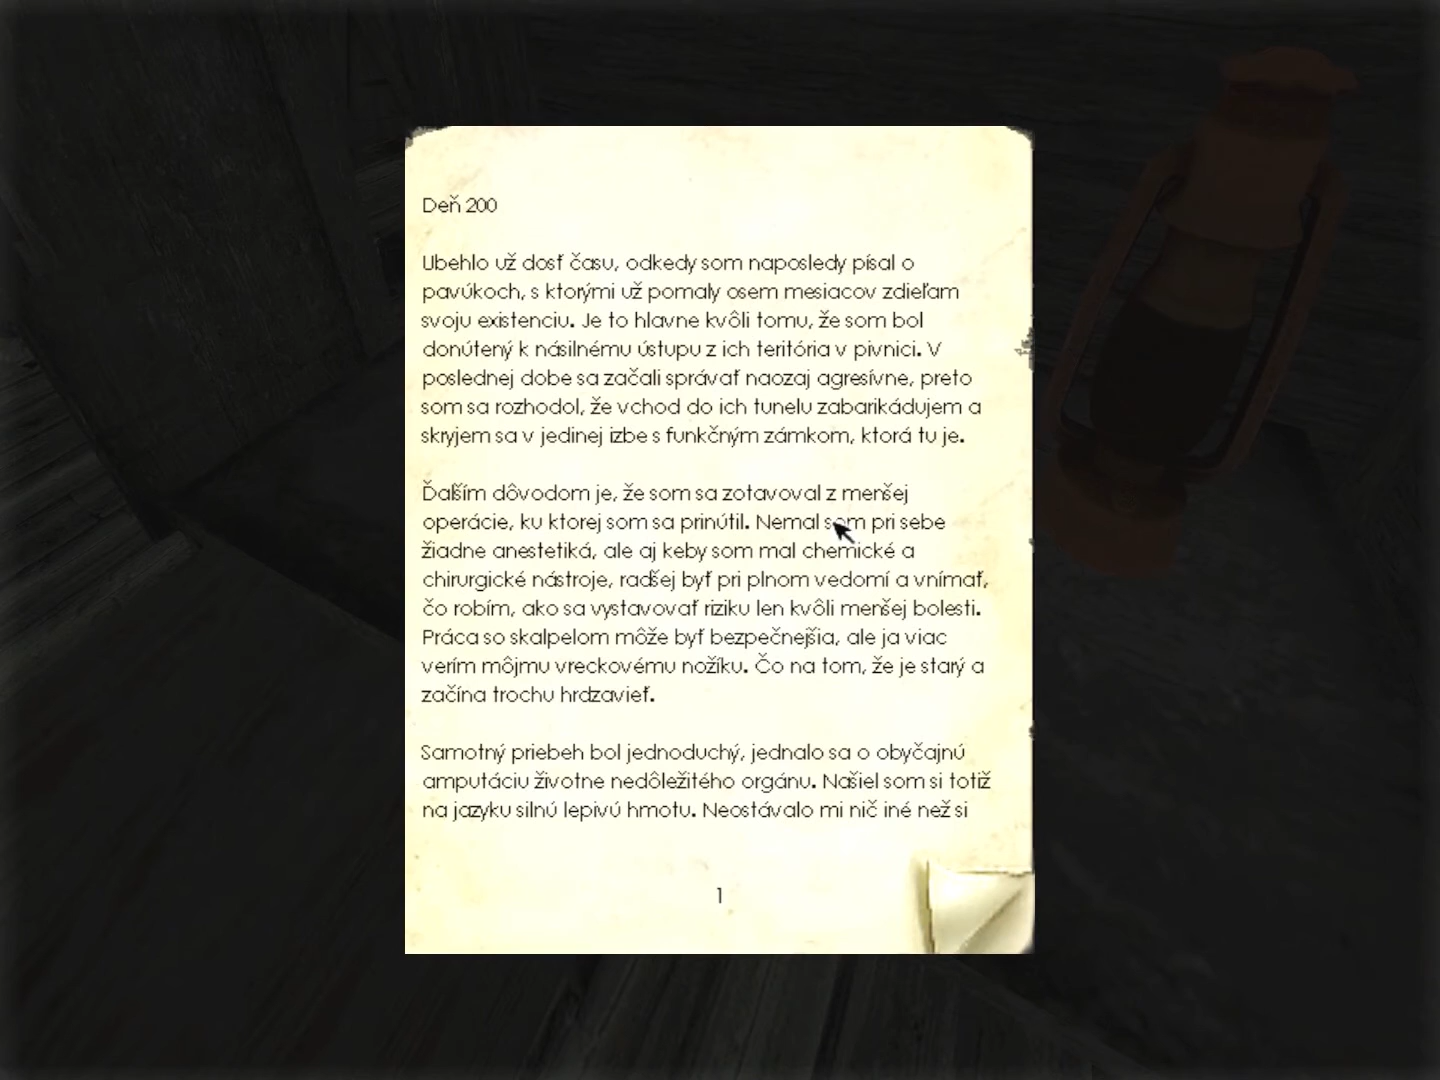 Deň 200
Ubehlo už dosť času, odkedy som naposledy písal o
pavúkoch, s ktorými už pomaly osem mesiacov zdieľam
svoju existenciu. Je to hlavne kvôli tomu, že som bol
donútený k násilnému ústupu z ich teritória v pivnici. V
poslednej dobe sa začali správať naozaj agresívne, preto
som sa rozhodol, že vchod do ich tunelu zabarikádujem a
skryjem sa v jedinej izbe s funkčným zámkom, ktorá tu je.
Ďalším dôvodom je, že som sa zotavoval z menšej
operácie, ku ktorej som sa prinútil. Nemal som pri sebe
žiadne anestetiká, ale aj keby som mal chemické a
chirurgické nástroje, radšej byť pri plnom vedomí a vnímať,
čo robím, ako sa vystavovať riziku len kvôli menšej bolesti.
Práca so skalpelom môže byť bezpečnejšia, ale ja viac
verím môjmu vreckovému nožíku. Čo na tom, že je starý a
začína trochu hrdzavieť.
Samotný priebeh bol jednoduchý, jednalo sa o obyčajnú
amputáciu životne nedôležitého orgánu. Našiel som si totiž
na jazyku silnú lepivú hmotu. Neostávalo mi nič iné než si
1